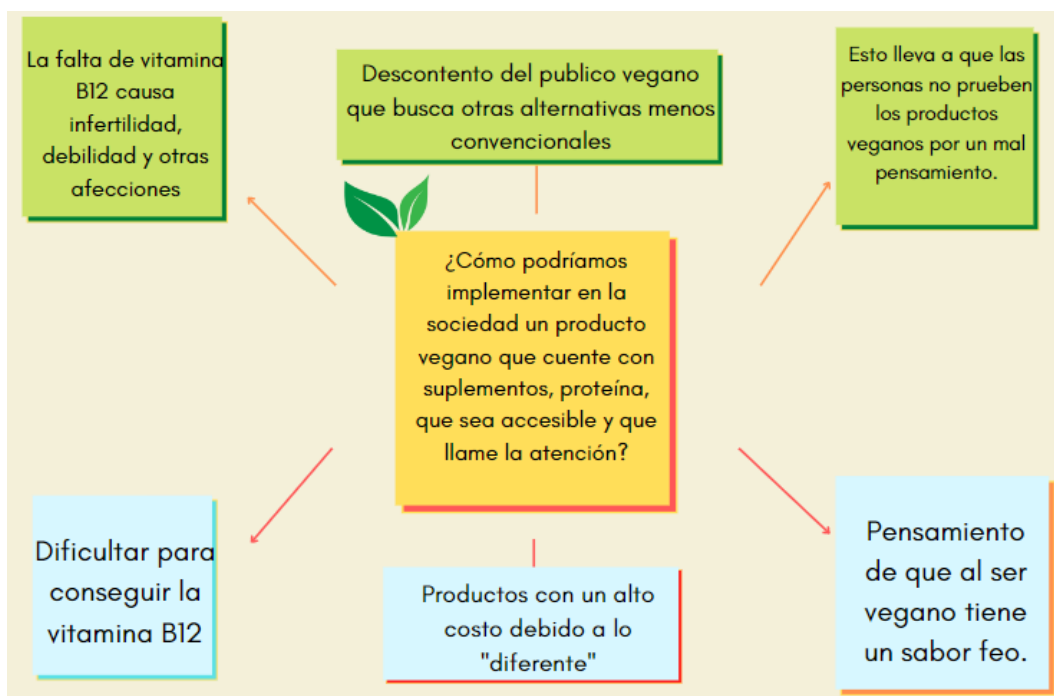 La falta de vitamina
B12 causa
infertilidad,
debilidad y otras
afecciones
Descontento del publico vegano
que busca otras alternativas menos
convencionales
Esto lleva a que las
personas no prueben
los productos
veganos por un mal
pensamiento.
¿Cómo podríamos
implementar en la
sociedad un producto
vegano que cuente con
suplementos, proteína,
que sea accesible y que
llame la atención?
Dificultar para
conseguir la
vitamina B12
Productos con un alto
costo debido a lo
"diferente"
Pensamiento
de que al ser
vegano tiene
un sabor feo.